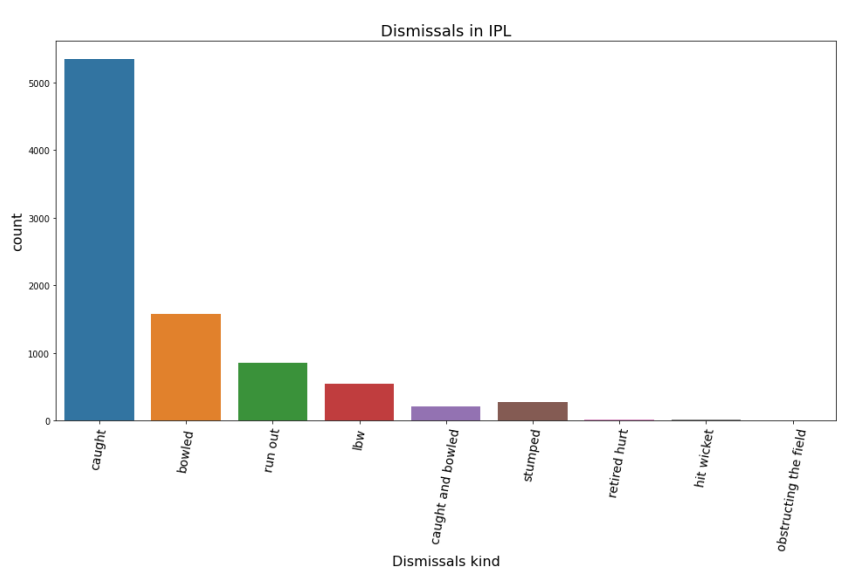 Dismissals in IPL
5000
4000
3000
2000
1000
0
count
caught
bowled
run out
lbw
caught and bowled
stumped
retired hurt
hit wicket
obstructing the field
Dismissals kind